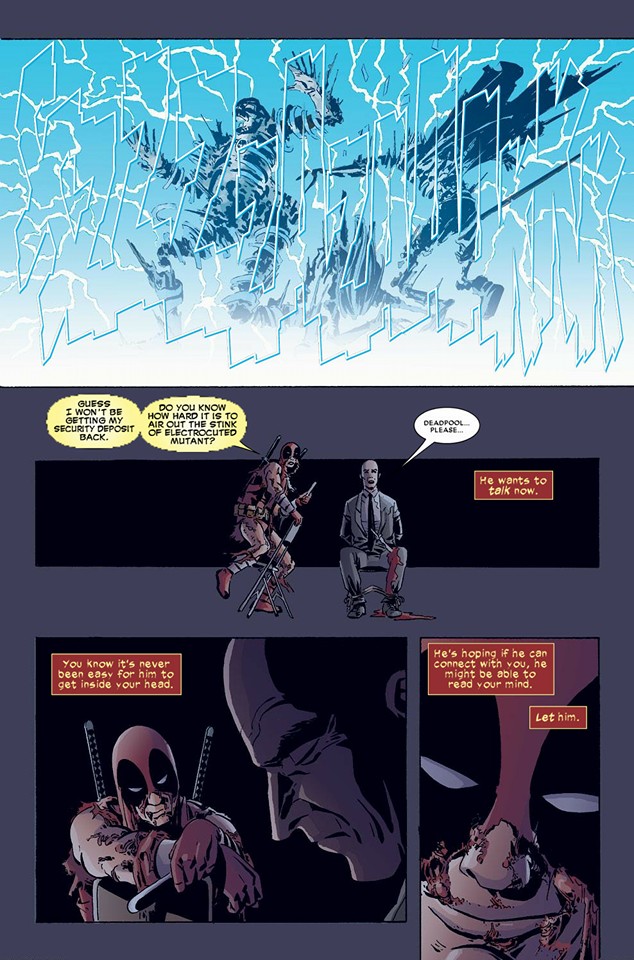 GUESS
I WON'T BE
GETTING MY
SECURITY DEPOSIT
BACK.
DO YOU KNOW
HOW HARD IT IS TO
AIR OUT THE STINK
OF ELECTROCUTED
MUTANT?
DEADPOOL...
PLEASE...
He wants to
talk now.
You know it's never
been easy for him to
get inside your head.
He's hoping if he can
connect with you, he
might be able to
read your mind.
Let him.